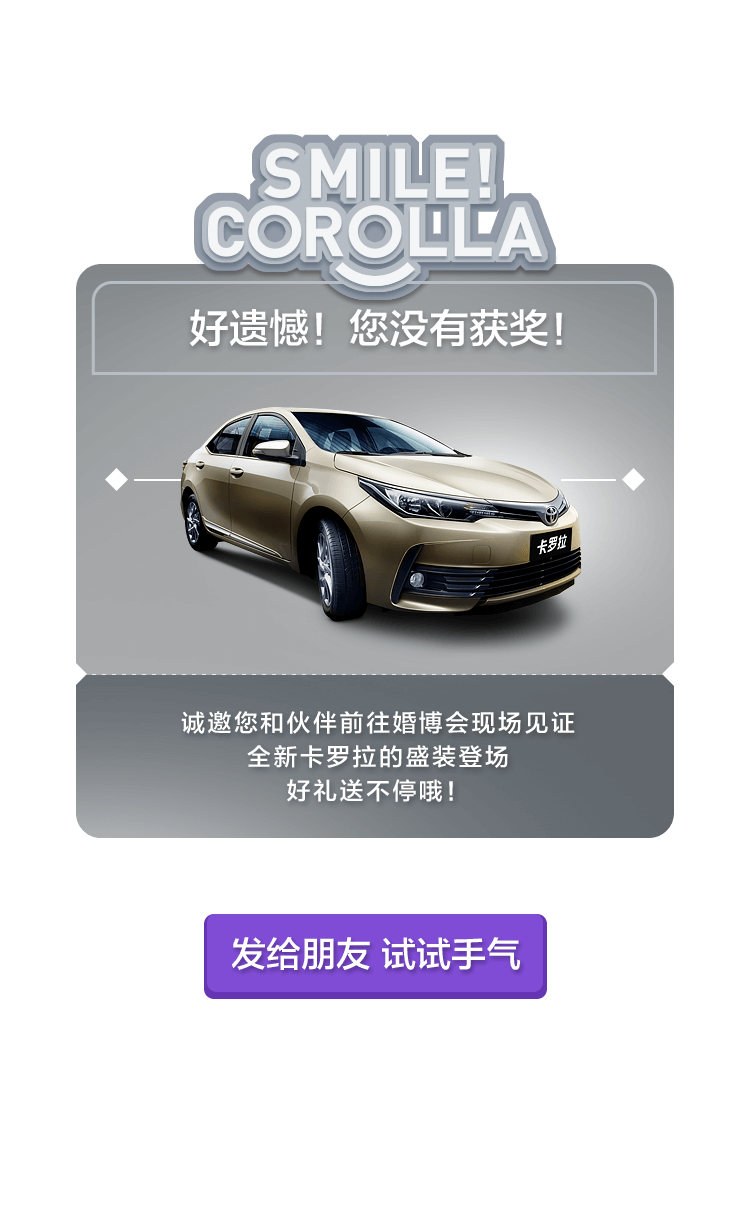 SMILE!
COROLLA
好遗憾！您没有获奖！
卡罗拉
诚邀您和伙伴前往婚博会现场见证
全新卡罗拉的盛装登场
好礼送不停哦！
发给朋友 试试手气